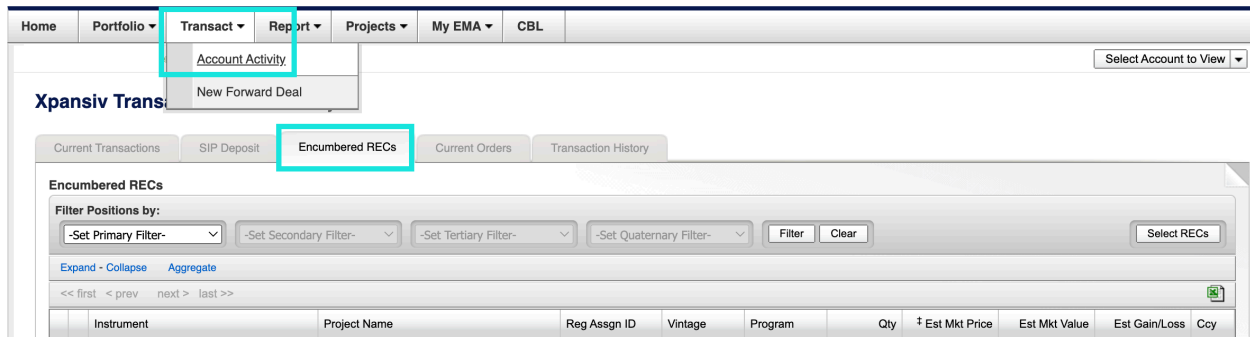 Home Portfolio ▾ Transact ▾ Report ▾ Projects ▾ My EMA ▾ CBL
Account Activity
Select Account to View
New Forward Deal
Xpansiv Transa
Current Transactions SIP Deposit Encumbered RECs Current Orders Transaction History
Encumbered RECs
Filter Positions by:
-Set Primary Filter- -Set Secondary Filter- -Set Tertiary Filter- -Set Quaternary Filter- Filter Clear Select RECs
Expand - Collapse Aggregate
<< first < prev next > last >>
Instrument Project Name Reg Assgn ID Vintage Program Qty ‡ Est Mkt Price Est Mkt Value Est Gain/Loss Ccy